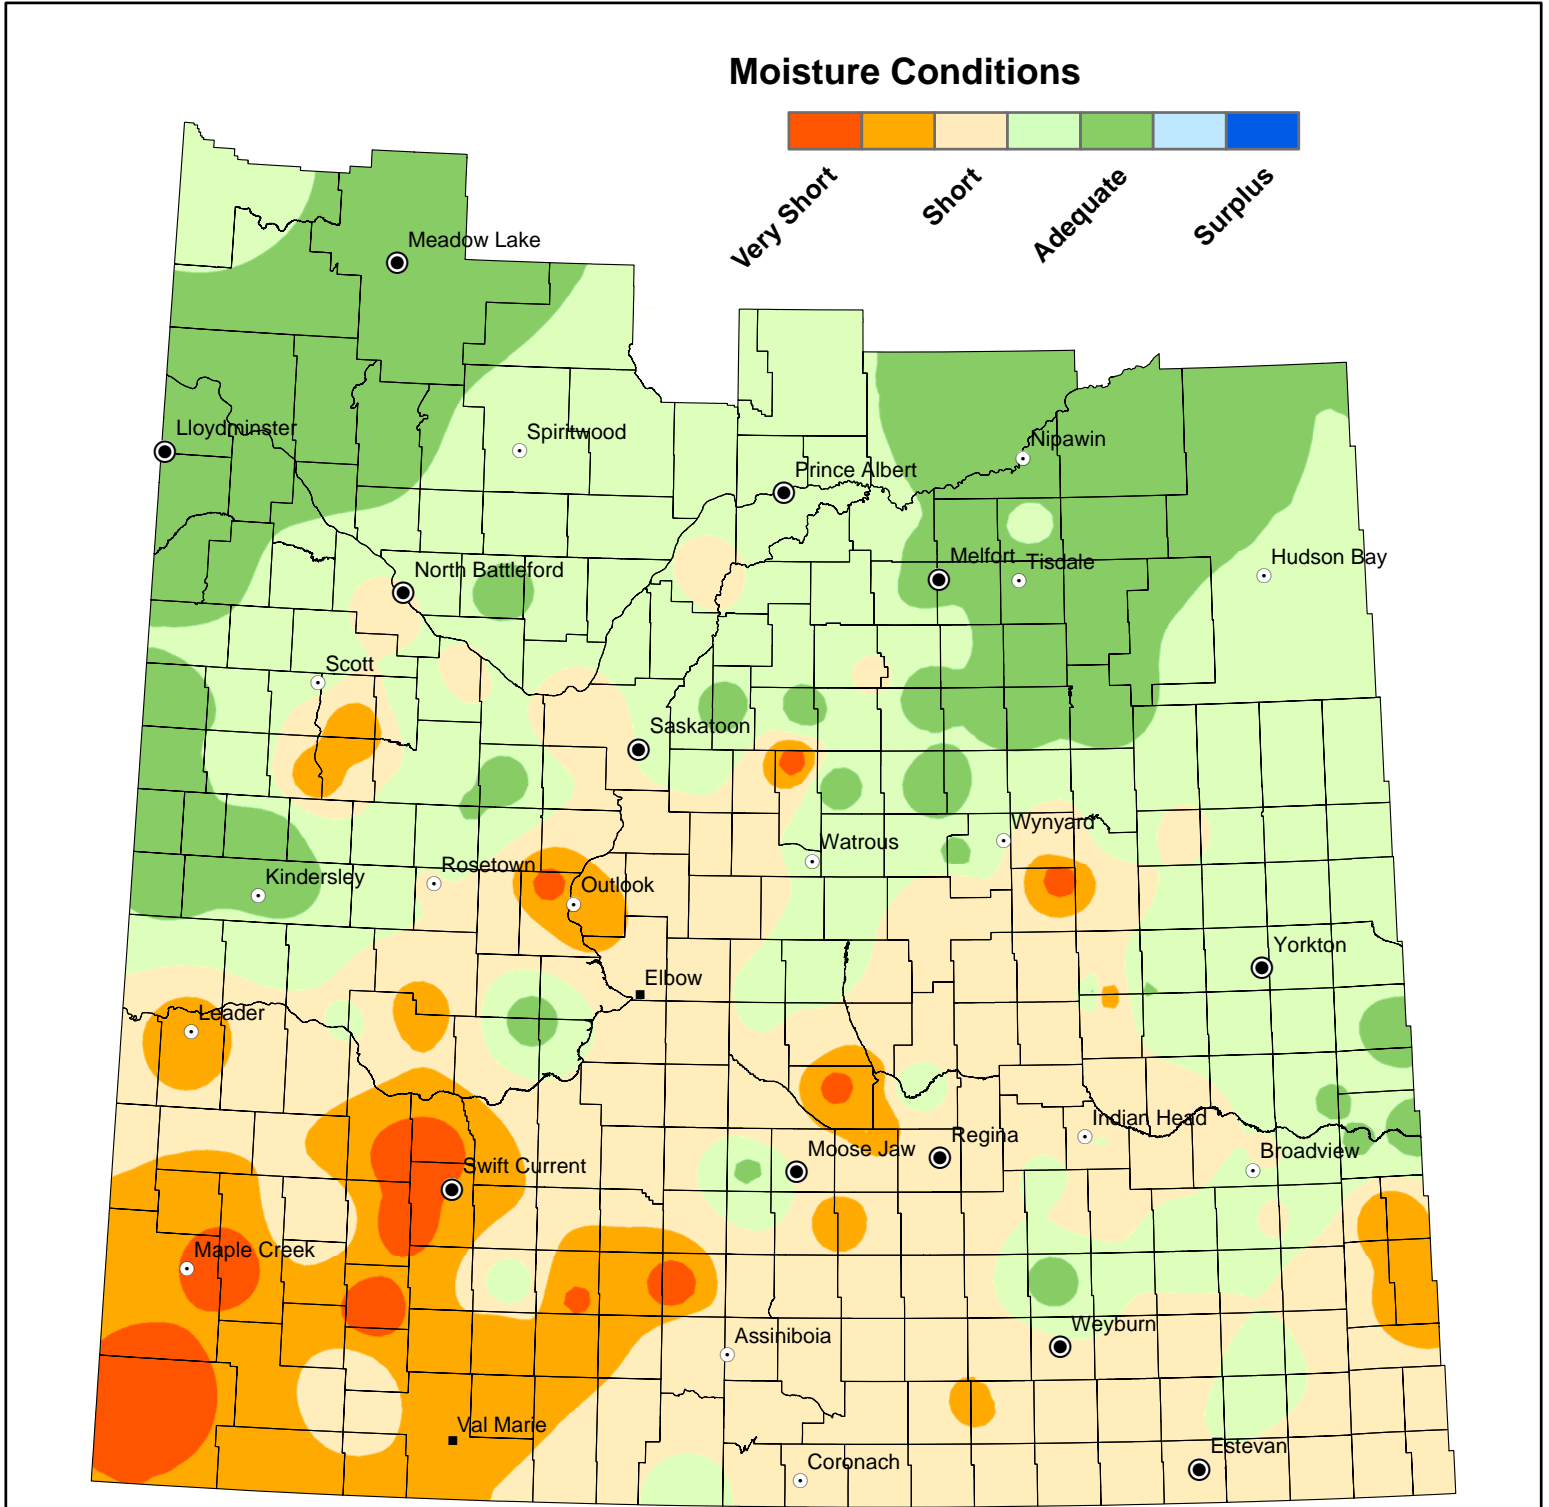 Moisture Conditions
Very Short
Short
Adequate
Surplus
Meadow Lake
Lloydminster
Spiritwood
Nipawin
Prince Albert
Melfort
Tisdale
Hudson Bay
North Battleford
Scott
Saskatoon
Wynyard
Watrous
Rosetown
Kindersley
Outlook
Yorkton
Elbow
Leader
Indian Head
Regina
Moose Jaw
Broadview
Swift Current
Maple Creek
Weyburn
Assiniboia
Val Marie
Estevan
Coronach